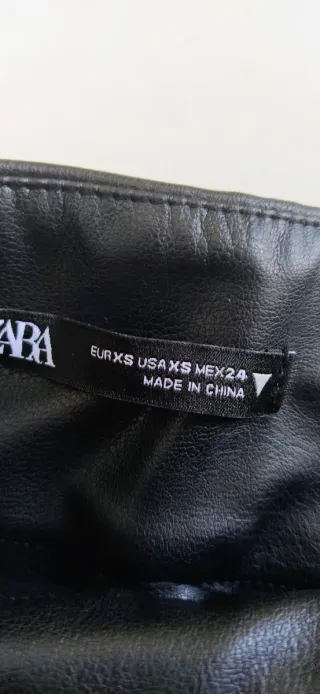 ZARA
EUR XS USA XS MEX 24
MADE IN CHINA